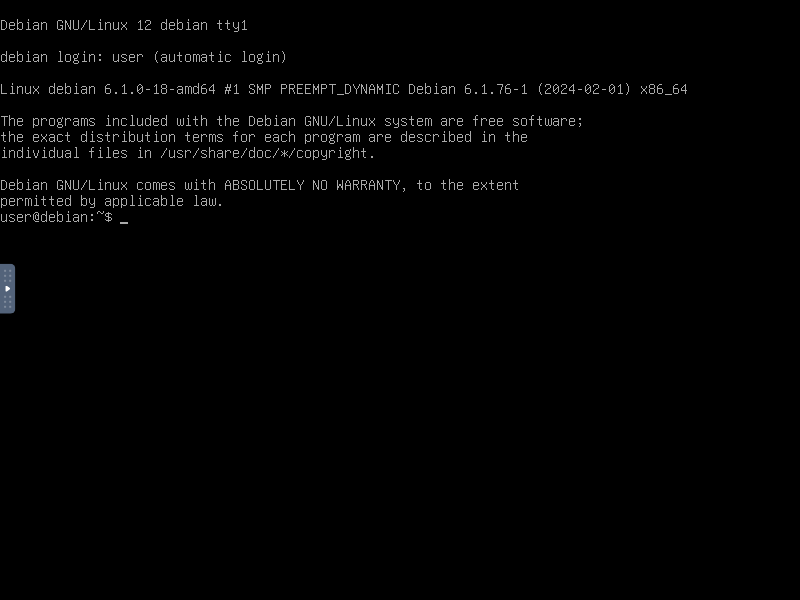 Debian GNU/Linux 12 debian tty1
debian login: user (automatic login)
Linux debian 6.1.0-18-amd64 #1 SMP PREEMPT_DYNAMIC Debian 6.1.76-1 (2024-02-01) x86_64
The programs included with the Debian GNU/Linux system are free software;
the exact distribution terms for each program are described in the
individual files in /usr/share/doc/*/copyright.
Debian GNU/Linux comes with ABSOLUTELY NO WARRANTY, to the extent
permitted by applicable law.
user@debian:~$ _